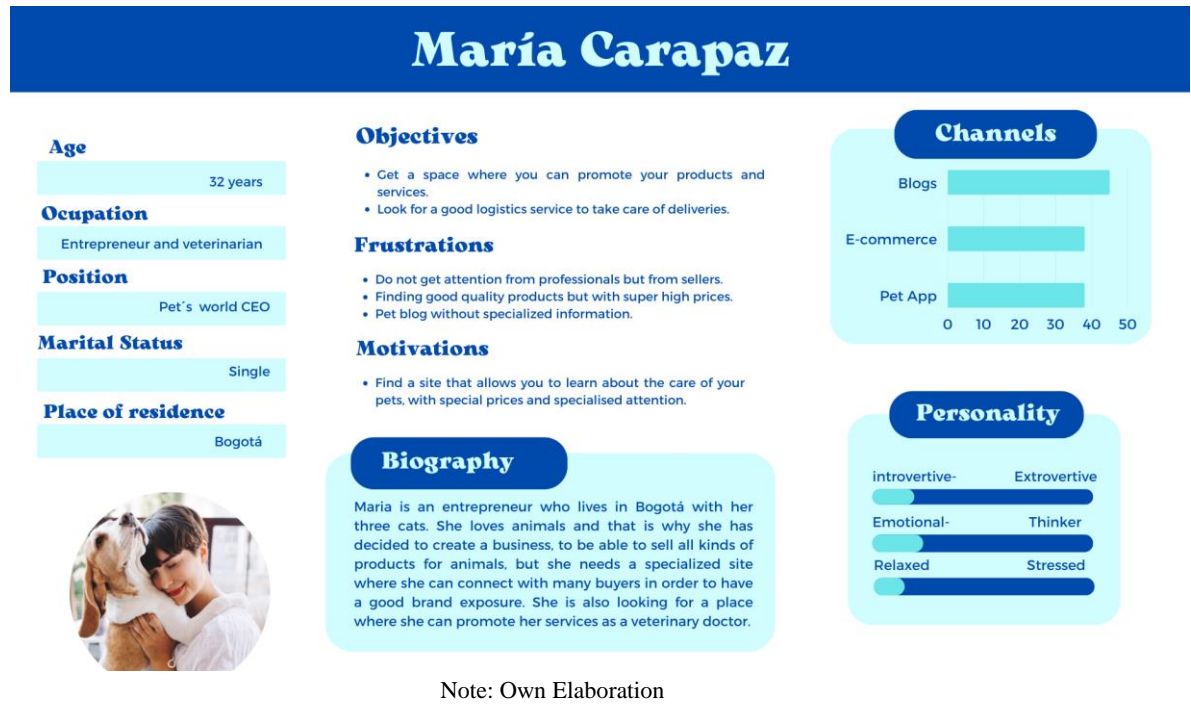 María Carapaz
Age
32 years
Ocupation
Entrepreneur and veterinarian
Position
Pet´s world CEO
Marital Status
Single
Place of residence
Bogotá
Objectives
• Get a space where you can promote your products and
services.
• Look for a good logistics service to take care of deliveries.
Frustrations
• Do not get attention from professionals but from sellers.
• Finding good quality products but with super high prices.
• Pet blog without specialized information.
Motivations
• Find a site that allows you to learn about the care of your
pets, with special prices and specialised attention.
Biography
Maria is an entrepreneur who lives in Bogotá with her
three cats. She loves animals and that is why she has
decided to create a business, to be able to sell all kinds of
products for animals, but she needs a specialized site
where she can connect with many buyers in order to have
a good brand exposure. She is also looking for a place
where she can promote her services as a veterinary doctor.
Channels
Blogs
E-commerce
Pet App
0 10 20 30 40 50
Personality
introvertive- Extrovertive
Emotional- Thinker
Relaxed Stressed
Note: Own Elaboration